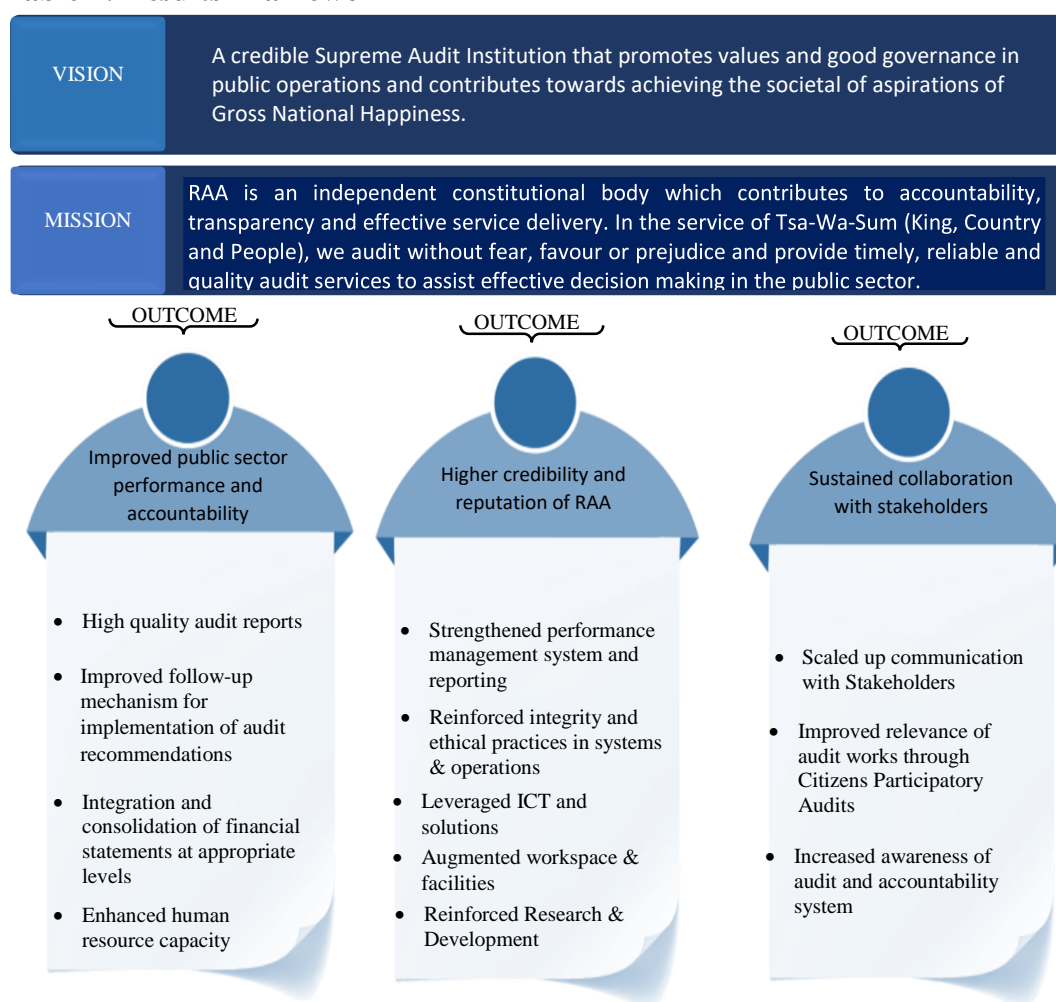 VISION
A credible Supreme Audit Institution that promotes values and good governance in
public operations and contributes towards achieving the societal of aspirations of
Gross National Happiness.
MISSION
RAA is an independent constitutional body which contributes to accountability,
transparency and effective service delivery. In the service of Tsa-Wa-Sum (King, Country
and People), we audit without fear, favour or prejudice and provide timely, reliable and
quality audit services to assist effective decision making in the public sector.
OUTCOME
Improved public sector
performance and
accountability
• High quality audit reports
• Improved follow-up
mechanism for
implementation of audit
recommendations
• Integration and
consolidation of financial
statements at appropriate
levels
• Enhanced human
resource capacity
OUTCOME
Higher credibility and
reputation of RAA
• Strengthened performance
management system and
reporting
• Reinforced integrity and
ethical practices in systems
& operations
• Leveraged ICT and
solutions
• Augmented workspace &
facilities
• Reinforced Research &
Development
OUTCOME
Sustained collaboration
with stakeholders
• Scaled up communication
with Stakeholders
• Improved relevance of
audit works through
Citizens Participatory
Audits
• Increased awareness of
audit and accountability
system